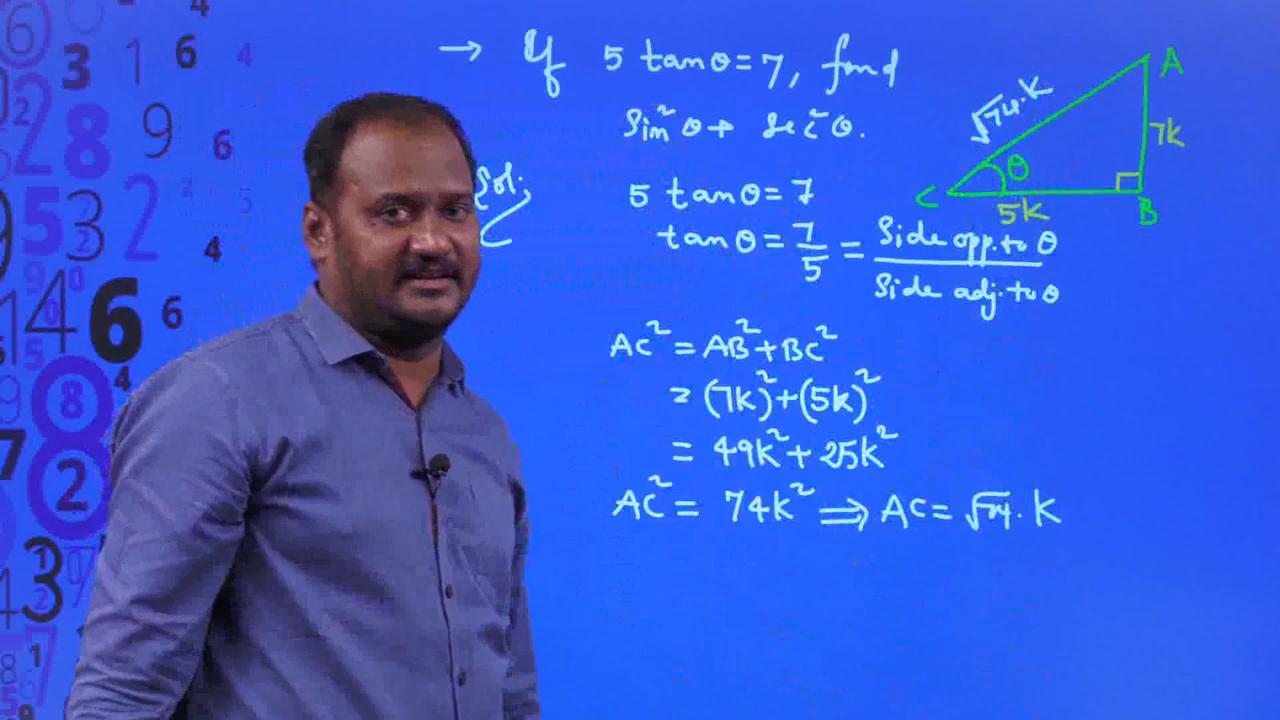 → If 5 tanθ = 7, find
Sin²θ + Sec²θ.
Sol:
5 tanθ = 7
tanθ = 7/5 = Side opp. to θ / Side adj. to θ
AC² = AB² + BC²
= (7k)² + (5k)²
= 49k² + 25k²
AC² = 74k² ⟹ AC = √74 . k
A
√74 . k
7k
θ
C
5k
B